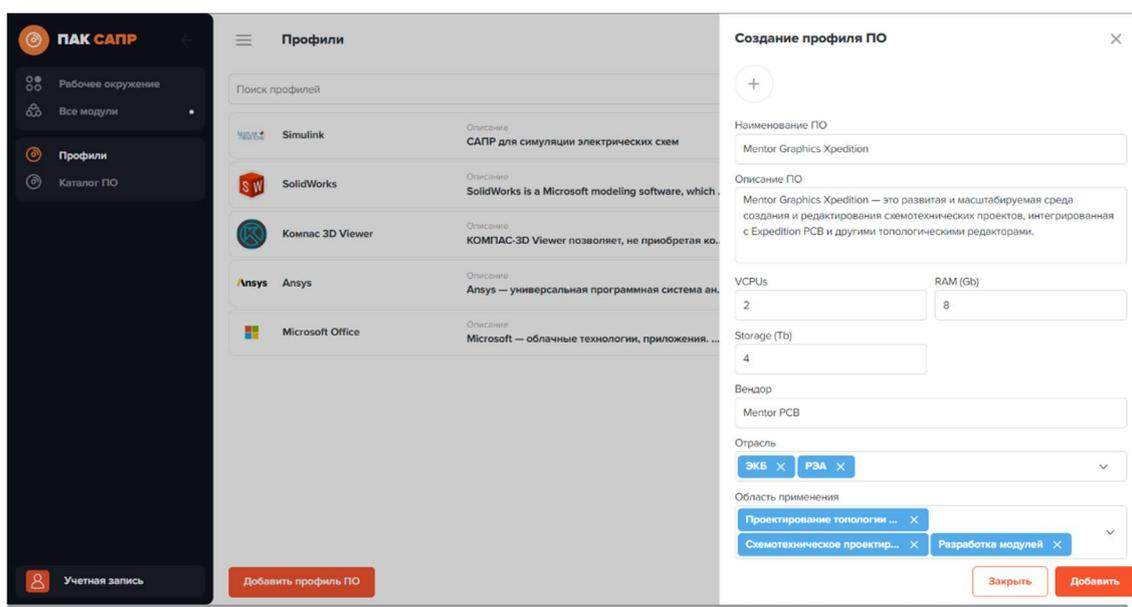 ПАК САПР
Рабочее окружение
Все модули
Профили
Каталог ПО
Учетная запись
Профили
Поиск профилей
Simulink
Описание
САПР для симуляции электрических схем
SolidWorks
Описание
SolidWorks is a Microsoft modeling software, which .
Компас 3D Viewer
Описание
КОМПАС-3D Viewer позволяет, не приобретая ко..
Ansys
Ansys
Описание
Ansys — универсальная программная система ан.
Microsoft Office
Описание
Microsoft — облачные технологии, приложения. ...
Добавить профиль ПО
Создание профиля ПО
Наименование ПО
Mentor Graphics Xpedition
Описание ПО
Mentor Graphics Xpedition — это развитая и масштабируемая среда
создания и редактирования схемотехнических проектов, интегрированная
с Expedition PCB и другими топологическими редакторами.
VCPUs
RAM (Gb)
2
8
Storage (Tb)
4
Вендор
Mentor PCB
Отрасль
ЭКБ
РЭА
Область применения
Проектирование топологии ...
Схемотехническое проектир...
Разработка модулей
Закрыть
Добавить